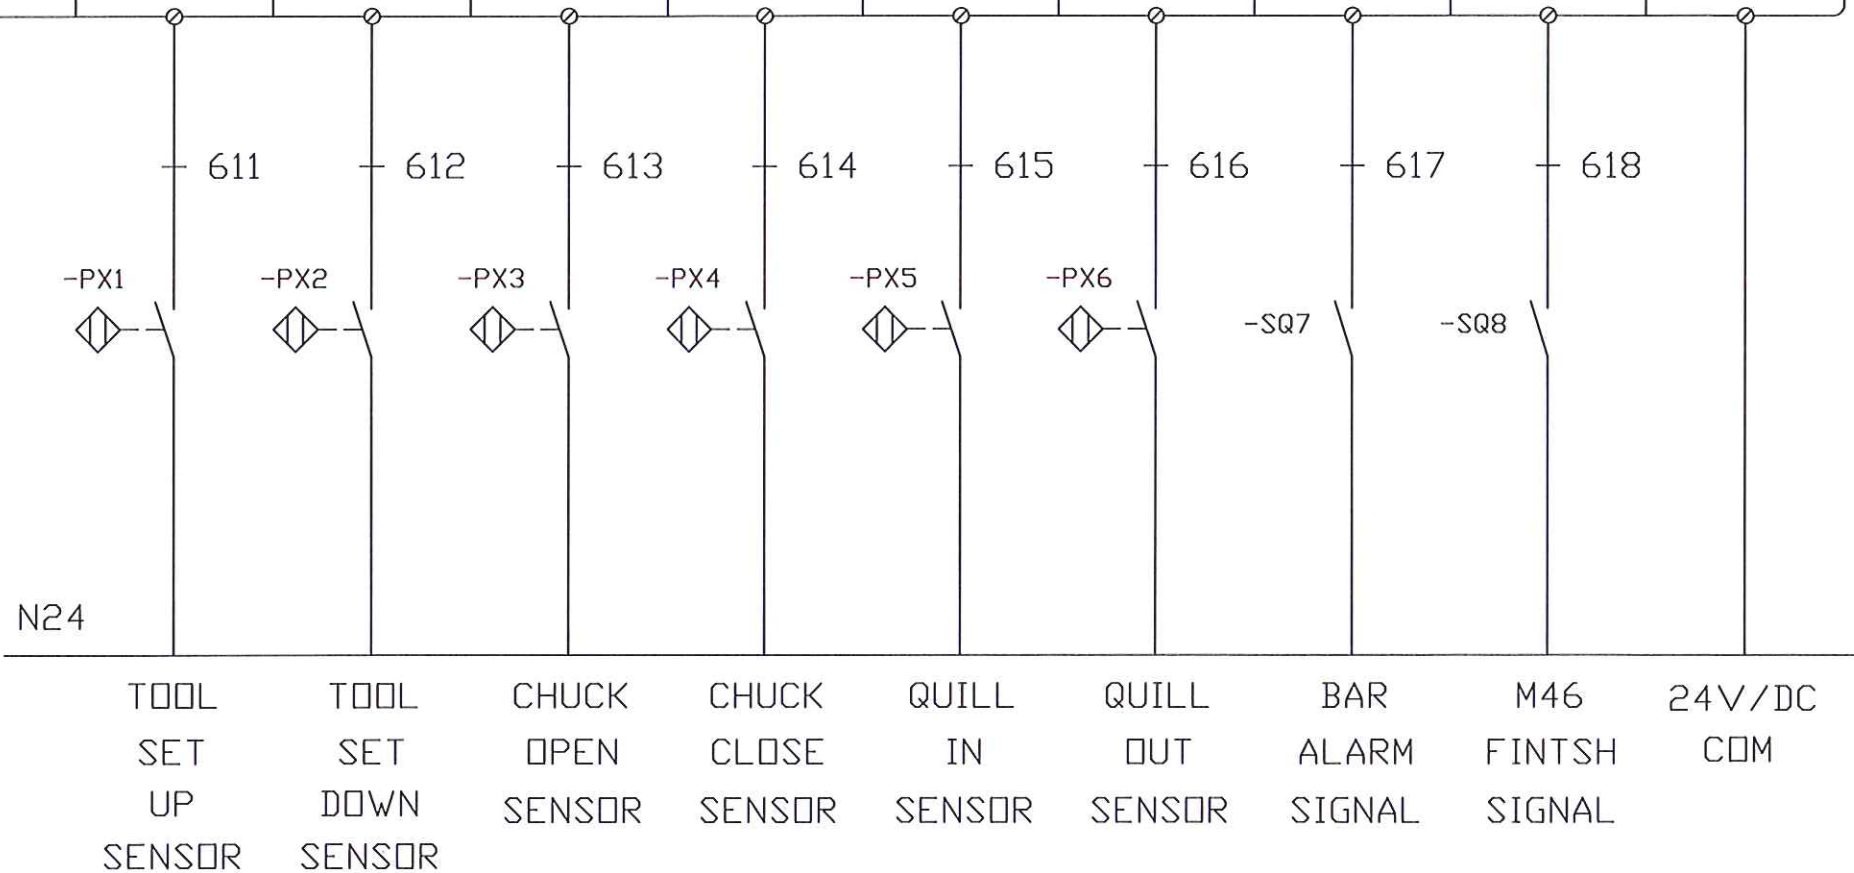 611 612 613 614 615 616 617 618
-PX1 -PX2 -PX3 -PX4 -PX5 -PX6
-SQ7 -SQ8
N24
TOOL TOOL CHUCK CHUCK QUILL QUILL BAR M46 24V/DC
SET SET OPEN CLOSE IN OUT ALARM FINTSH COM
UP DOWN SENSOR SENSOR SENSOR SENSOR SIGNAL SIGNAL
SENSOR SENSOR